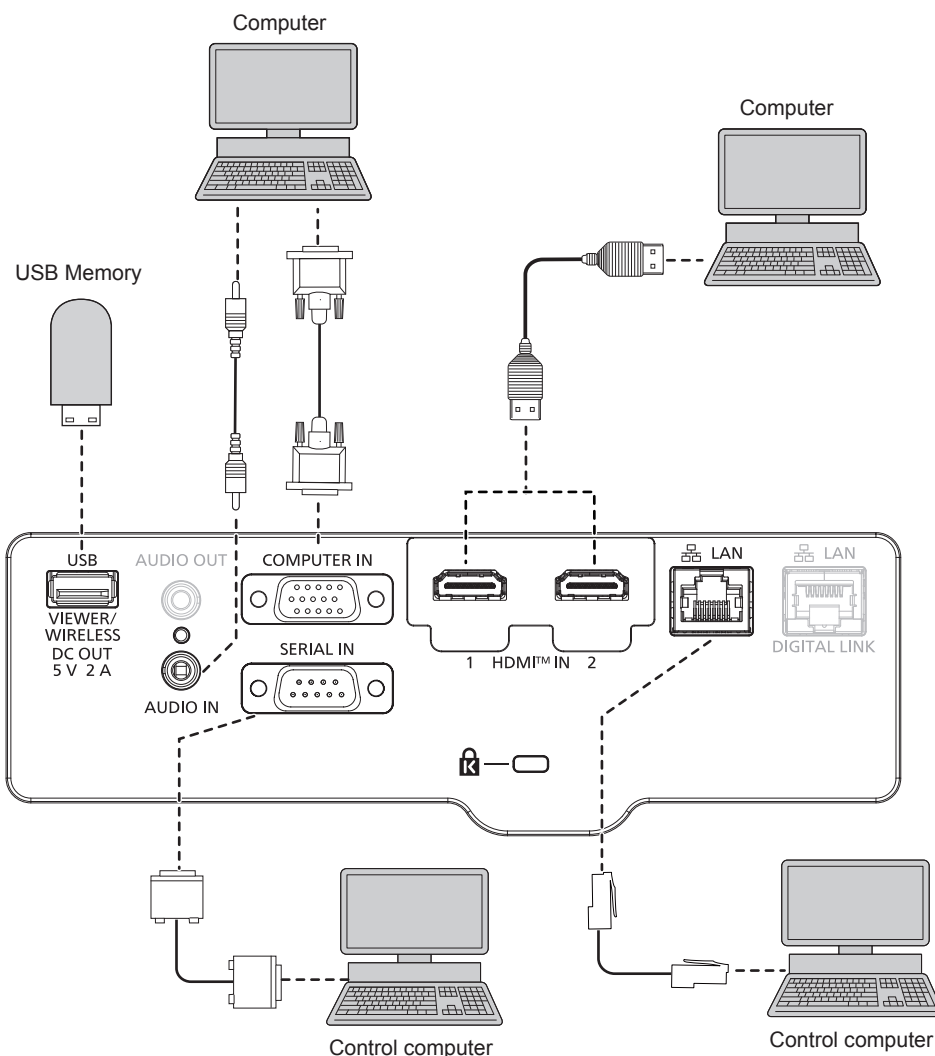 Computer
Computer
USB Memory
USB
AUDIO OUT
COMPUTER IN
LAN
LAN
VIEWER/
WIRELESS
DC OUT
5 V 2 A
SERIAL IN
1 HDMI™ IN 2
DIGITAL LINK
AUDIO IN
K
Control computer
Control computer